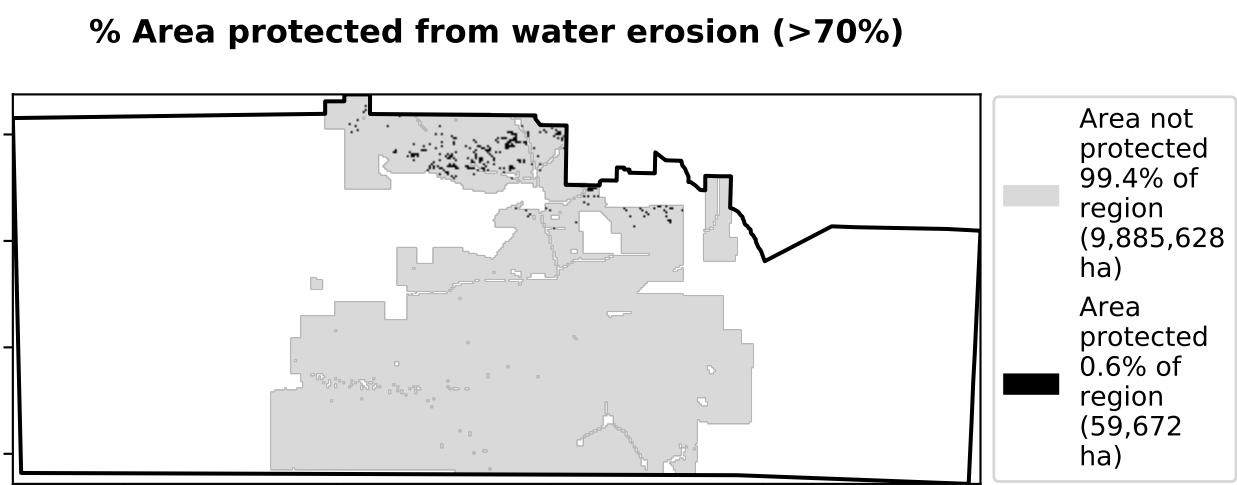 % Area protected from water erosion (>70%)
Area not
protected
99.4% of
region
(9,885,628
ha)
Area
protected
0.6% of
region
(59,672
ha)